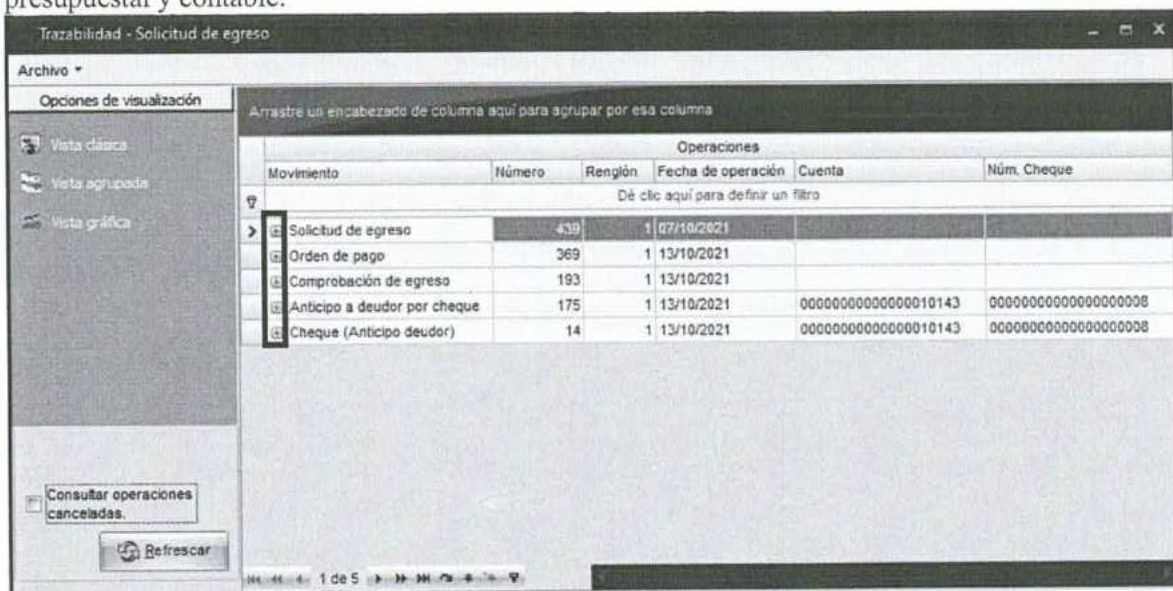 presupuestar y contable.
Trazabilidad - Solicitud de egreso
Archivo
Opciones de visualización
Vista clásica
Vista agrupada
Vista gráfica
Arrastre un encabezado de columna aquí para agrupar por esa columna
Operaciones
Movimiento Número Renglón Fecha de operación Cuenta Núm. Cheque
Dé clic aquí para definir un filtro
Solicitud de egreso 439 1 07/10/2021
Orden de pago 369 1 13/10/2021
Comprobación de egreso 193 1 13/10/2021
Anticipo a deudor por cheque 175 1 13/10/2021 00000000000000010143 00000000000000000008
Cheque (Anticipo deudor) 14 1 13/10/2021 00000000000000010143 00000000000000000008
Consultar operaciones
canceladas.
Refrescar
1 de 5